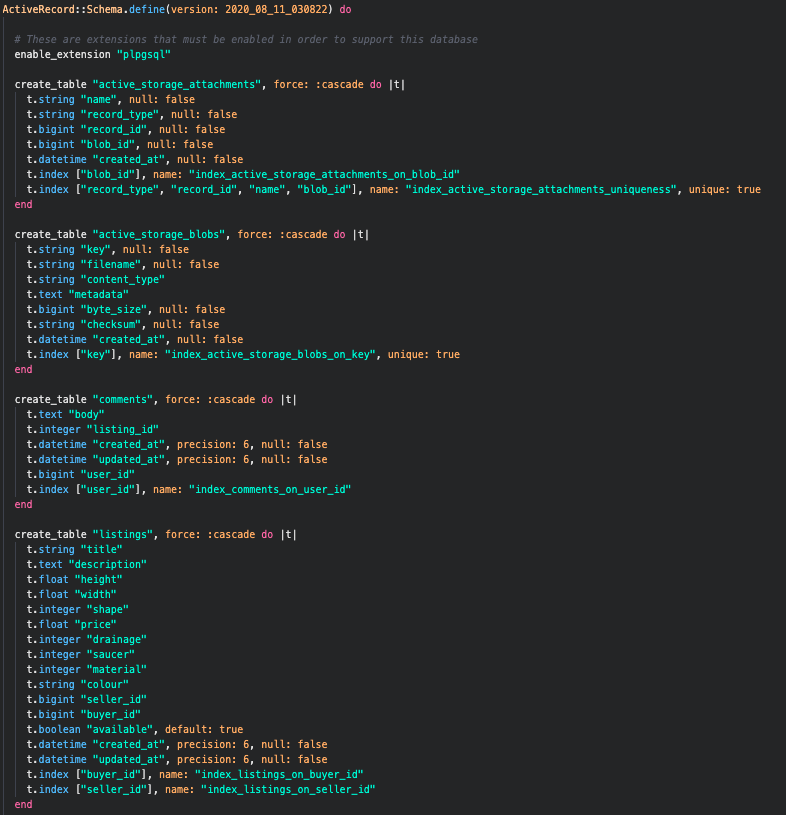 ActiveRecord::Schema.define(version: 2020_08_11_030822) do
# These are extensions that must be enabled in order to support this database
enable_extension "plpgsql"
create_table "active_storage_attachments", force: :cascade do |t|
t.string "name", null: false
t.string "record_type", null: false
t.bigint "record_id", null: false
t.bigint "blob_id", null: false
t.datetime "created_at", null: false
t.index ["blob_id"], name: "index_active_storage_attachments_on_blob_id"
t.index ["record_type", "record_id", "name", "blob_id"], name: "index_active_storage_attachments_uniqueness", unique: true
end
create_table "active_storage_blobs", force: :cascade do |t|
t.string "key", null: false
t.string "filename", null: false
t.string "content_type"
t.text "metadata"
t.bigint "byte_size", null: false
t.string "checksum", null: false
t.datetime "created_at", null: false
t.index ["key"], name: "index_active_storage_blobs_on_key", unique: true
end
create_table "comments", force: :cascade do |t|
t.text "body"
t.integer "listing_id"
t.datetime "created_at", precision: 6, null: false
t.datetime "updated_at", precision: 6, null: false
t.bigint "user_id"
t.index ["user_id"], name: "index_comments_on_user_id"
end
create_table "listings", force: :cascade do |t|
t.string "title"
t.text "description"
t.float "height"
t.float "width"
t.integer "shape"
t.float "price"
t.integer "drainage"
t.integer "saucer"
t.integer "material"
t.string "colour"
t.bigint "seller_id"
t.bigint "buyer_id"
t.boolean "available", default: true
t.datetime "created_at", precision: 6, null: false
t.datetime "updated_at", precision: 6, null: false
t.index ["buyer_id"], name: "index_listings_on_buyer_id"
t.index ["seller_id"], name: "index_listings_on_seller_id"
end